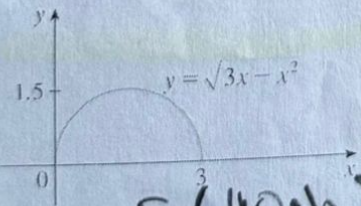 y
y = √3x − x²
1.5
0
3
x